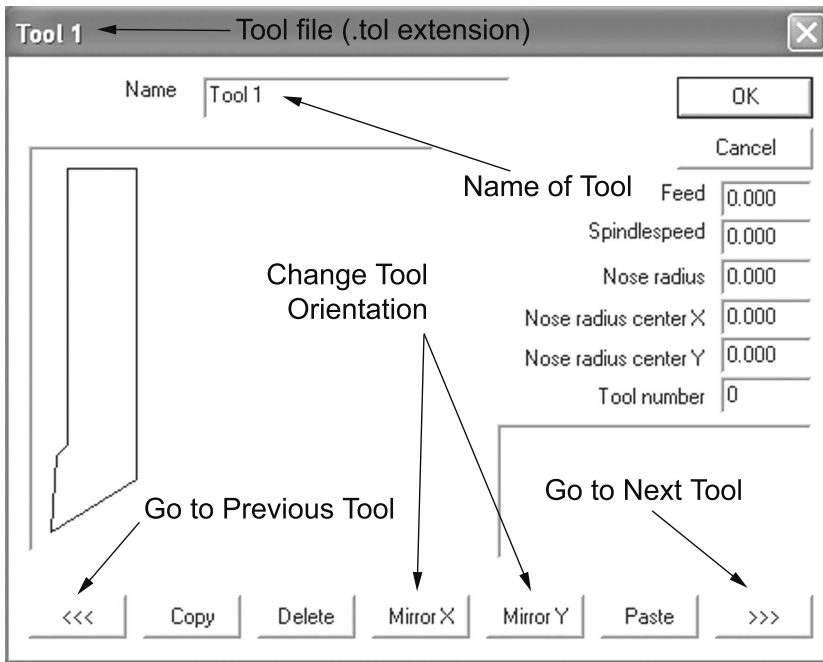 Tool 1
Tool file (.tol extension)
Name
Tool 1
OK
Cancel
Name of Tool
Feed 0.000
Spindlespeed 0.000
Change Tool
Orientation
Nose radius 0.000
Nose radius center X 0.000
Nose radius center Y 0.000
Tool number 0
Go to Previous Tool
Go to Next Tool
<<<
Copy
Delete
Mirror X
Mirror Y
Paste
>>>